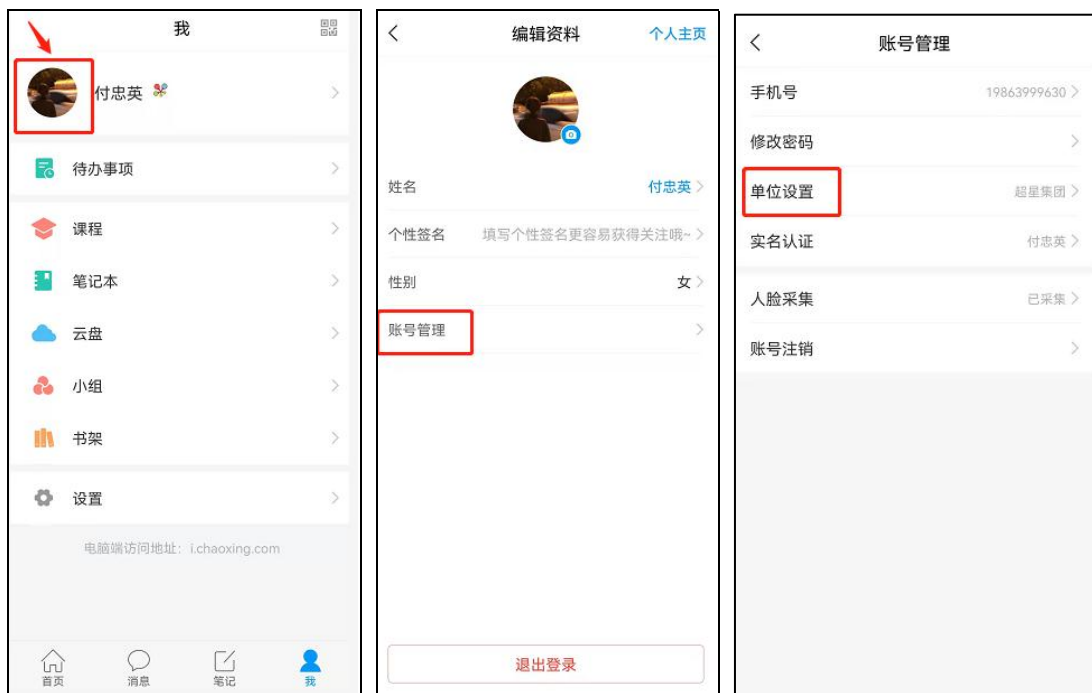 我
付忠英
待办事项
课程
笔记本
云盘
小组
书架
设置
电脑端访问地址：i.chaoxing.com
首页
消息
笔记
我
编辑资料
个人主页
姓名
付忠英
个性签名
填写个性签名更容易获得关注哦~
性别
女
账号管理
退出登录
账号管理
手机号
19863999630
修改密码
单位设置
超星集团
实名认证
付忠英
人脸采集
已采集
账号注销